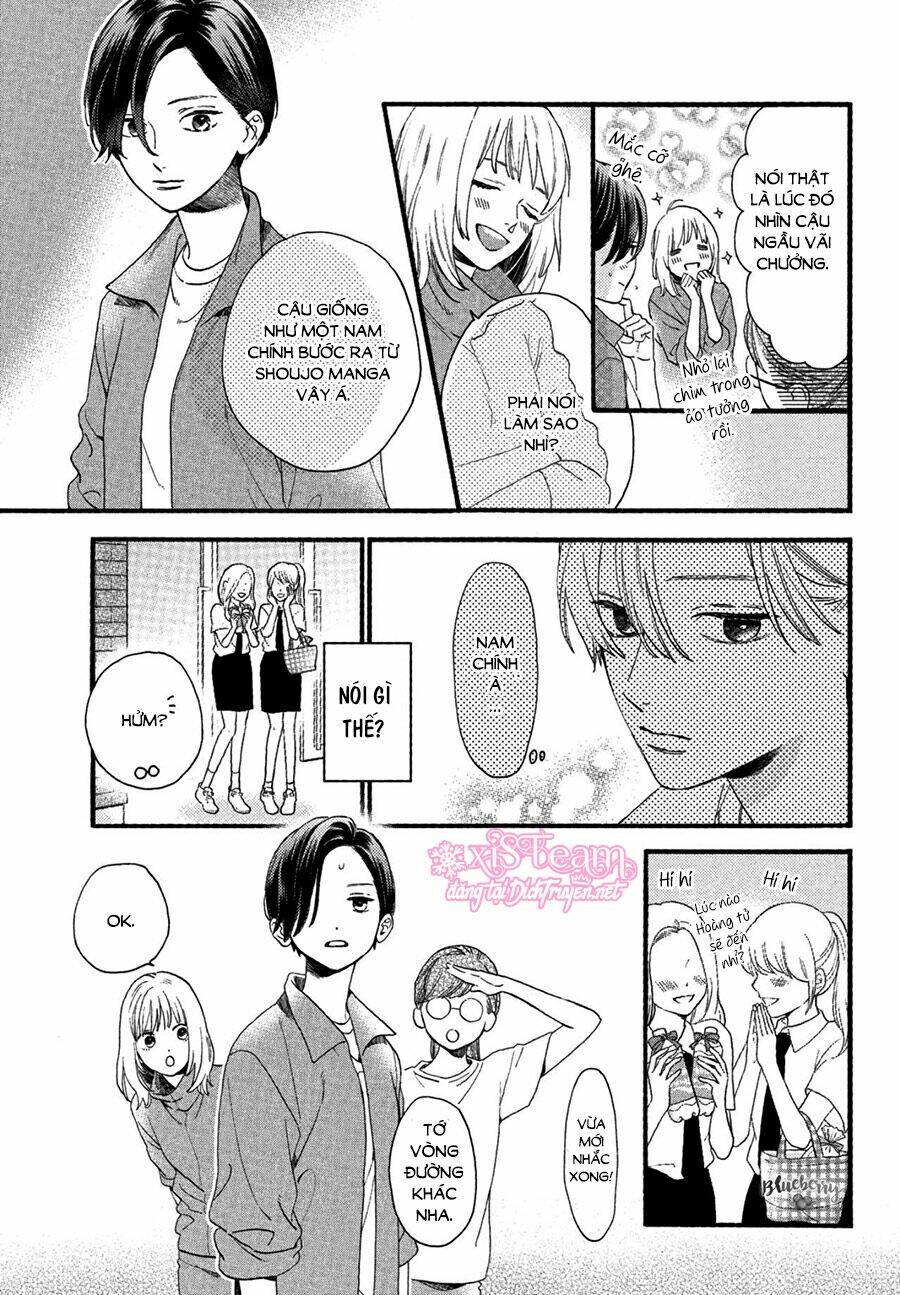 NÓI THẬT
LÀ LÚC ĐÓ
NHÌN CẬU
NGẦU VÃI
CHƯỞNG.
Mắc cỡ
ghê.
Nhỏ lại
chìm trong
ảo tưởng
rồi.
PHẢI NÓI
LÀM SAO
NHỈ?
CẬU GIỐNG
NHƯ MỘT NAM
CHÍNH BƯỚC RA TỪ
SHOUJO MANGA
VẬY Á.
NAM
CHÍNH
À
...
NÓI GÌ
THẾ?
HỬM?
Hí hí
Hí hí
Lúc nào
Hoàng tử
sẽ đến
nhỉ?
Blueberry
xiSTeam
đăng tại DichTruyen.net
VỪA
MỚI
NHẮC
XONG!
TỚ
VÒNG
ĐƯỜNG
KHÁC
NHA.
OK.